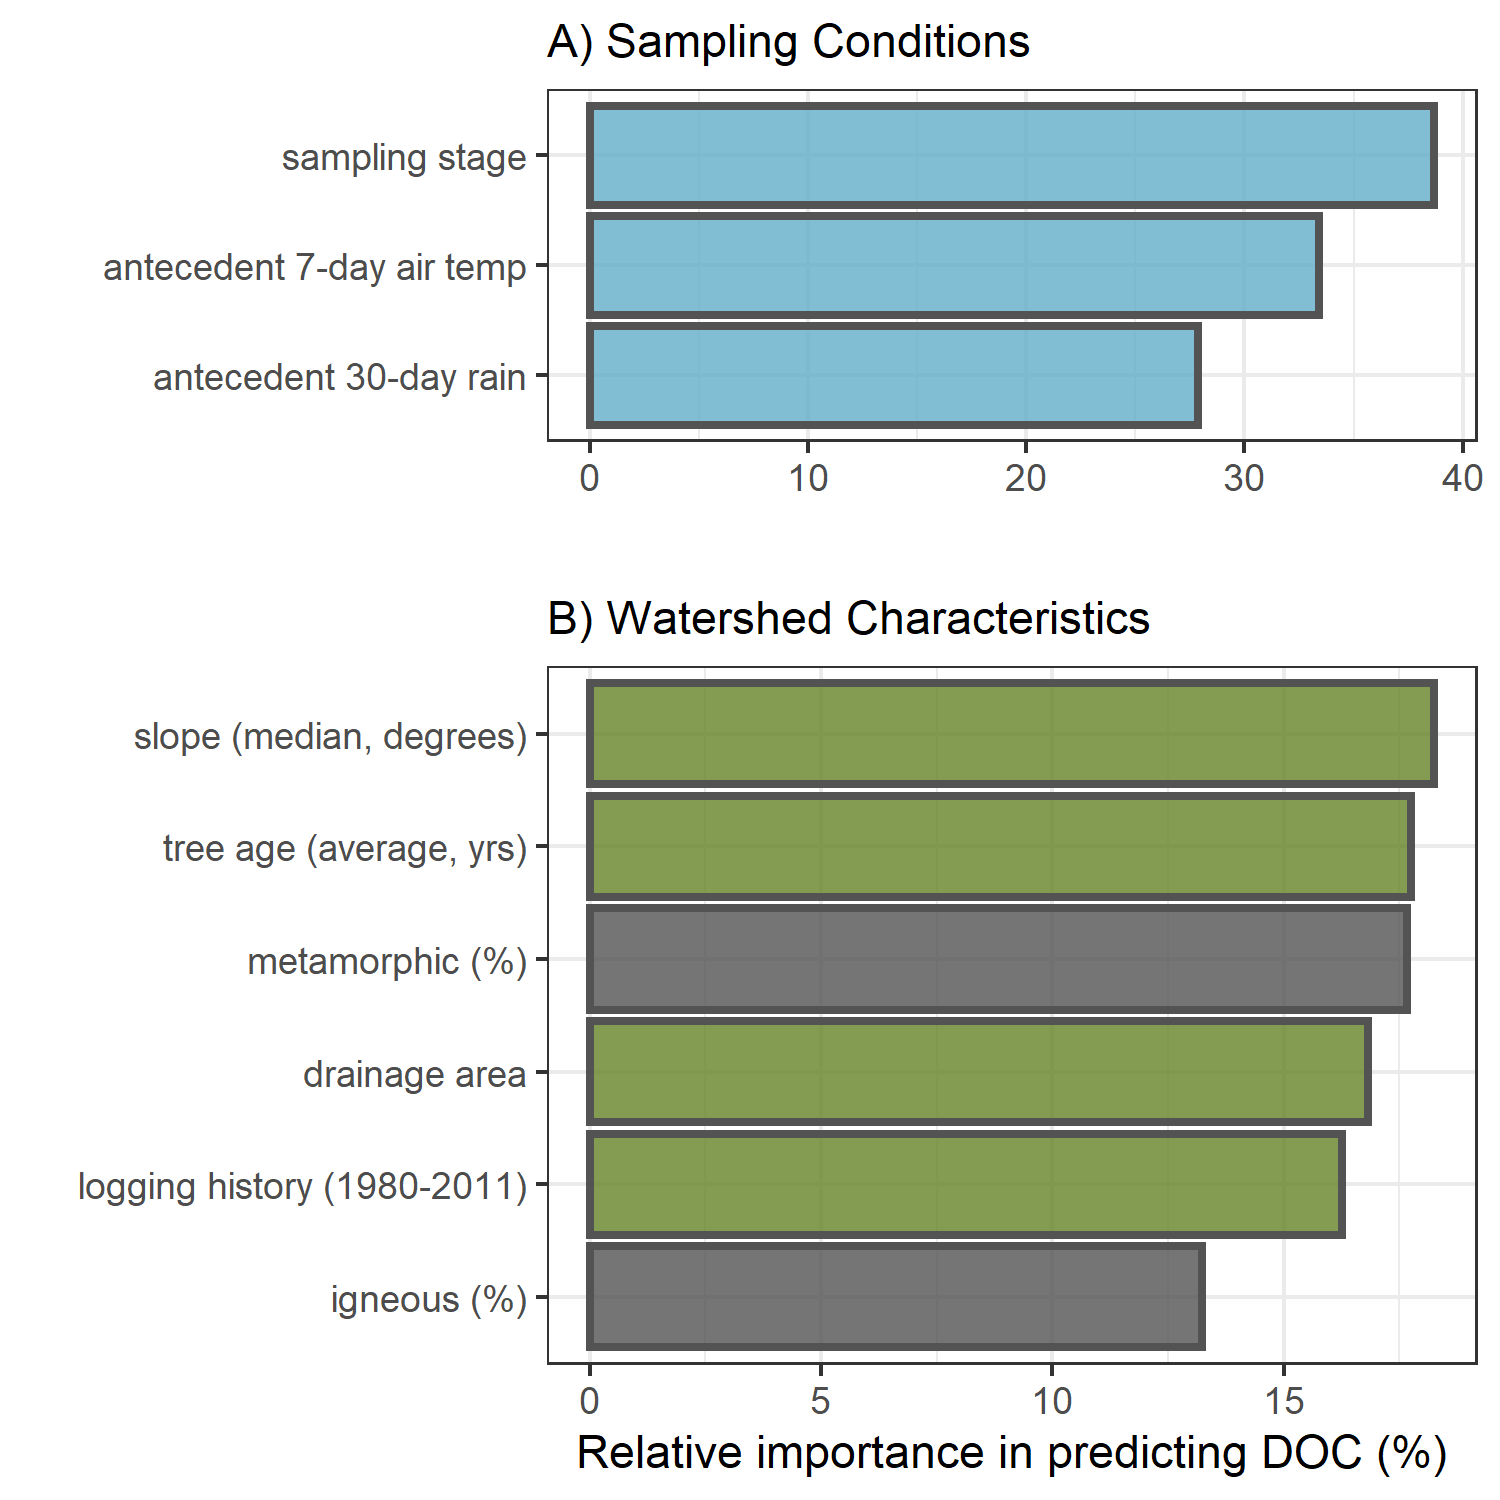 A) Sampling Conditions
sampling stage
antecedent 7-day air temp
antecedent 30-day rain
0 10 20 30 40
B) Watershed Characteristics
slope (median, degrees)
tree age (average, yrs)
metamorphic (%)
drainage area
logging history (1980-2011)
igneous (%)
0 5 10 15
Relative importance in predicting DOC (%)